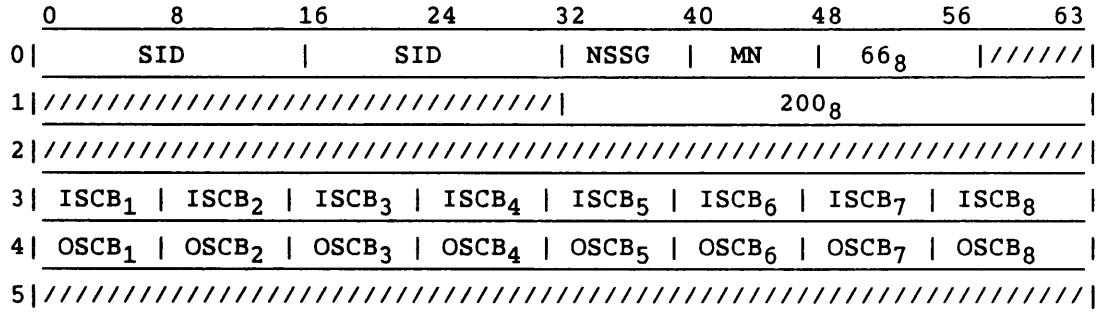 0 8 16 24 32 40 48 56 63
0| SID | SID | NSSG | MN | 66₈ |//////|
1|////////////////////////////////| 200₈ |
2|//////////////////////////////////////////////////////////////////|
3| ISCB₁ | ISCB₂ | ISCB₃ | ISCB₄ | ISCB₅ | ISCB₆ | ISCB₇ | ISCB₈ |
4| OSCB₁ | OSCB₂ | OSCB₃ | OSCB₄ | OSCB₅ | OSCB₆ | OSCB₇ | OSCB₈ |
5|//////////////////////////////////////////////////////////////////|